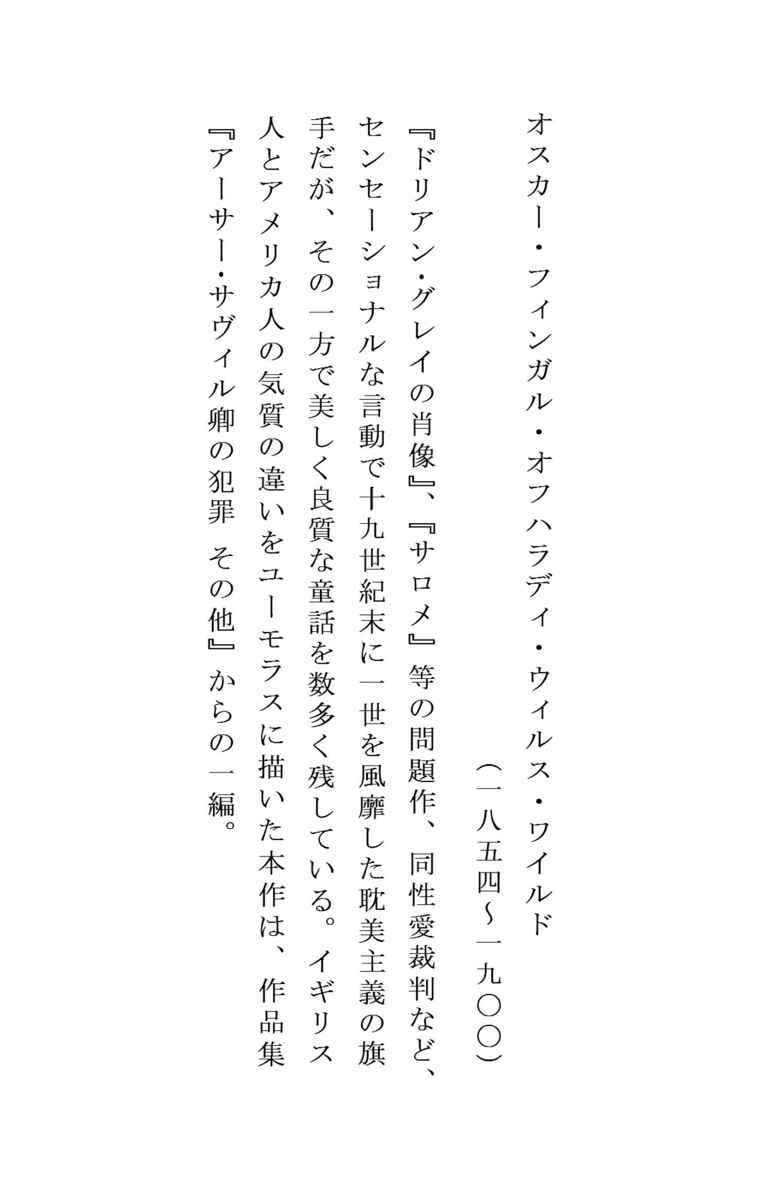 オスカー・フィンガル・オフハラディ・ウィルス・ワイルド
（一八五四〜一九〇〇）
『ドリアン・グレイの肖像』、『サロメ』等の問題作、同性愛裁判など、
センセーショナルな言動で十九世紀末に一世を風靡した耽美主義の旗
手だが、その一方で美しく良質な童話を数多く残している。イギリス
人とアメリカ人の気質の違いをユーモラスに描いた本作は、作品集
『アーサー・サヴィル卿の犯罪 その他』からの一編。